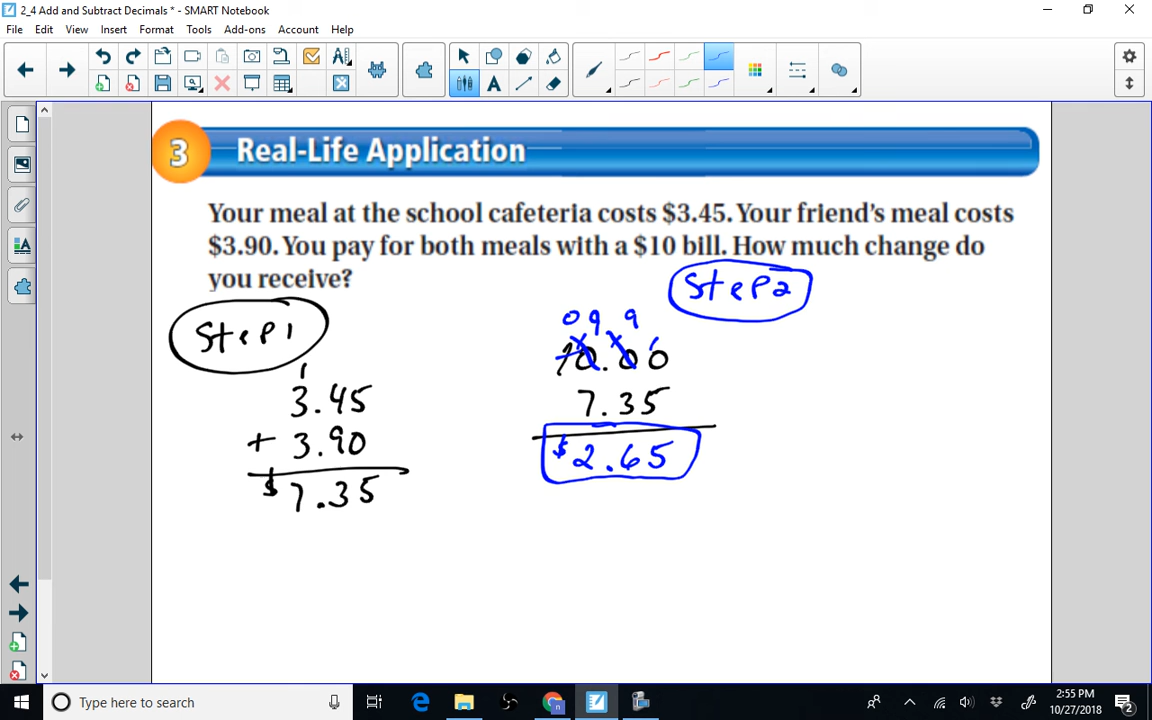 2_4 Add and Subtract Decimals * - SMART Notebook
File Edit View Insert Format Tools Add-ons Account Help
3 Real-Life Application
Your meal at the school cafeteria costs $3.45. Your friend's meal costs
$3.90. You pay for both meals with a $10 bill. How much change do
you receive?
Step 2
Step 1
0 9 9
1
10.00
1
3.45
7.35
+ 3.90
$2.65
$7.35
Type here to search
2:55 PM
10/27/2018
2